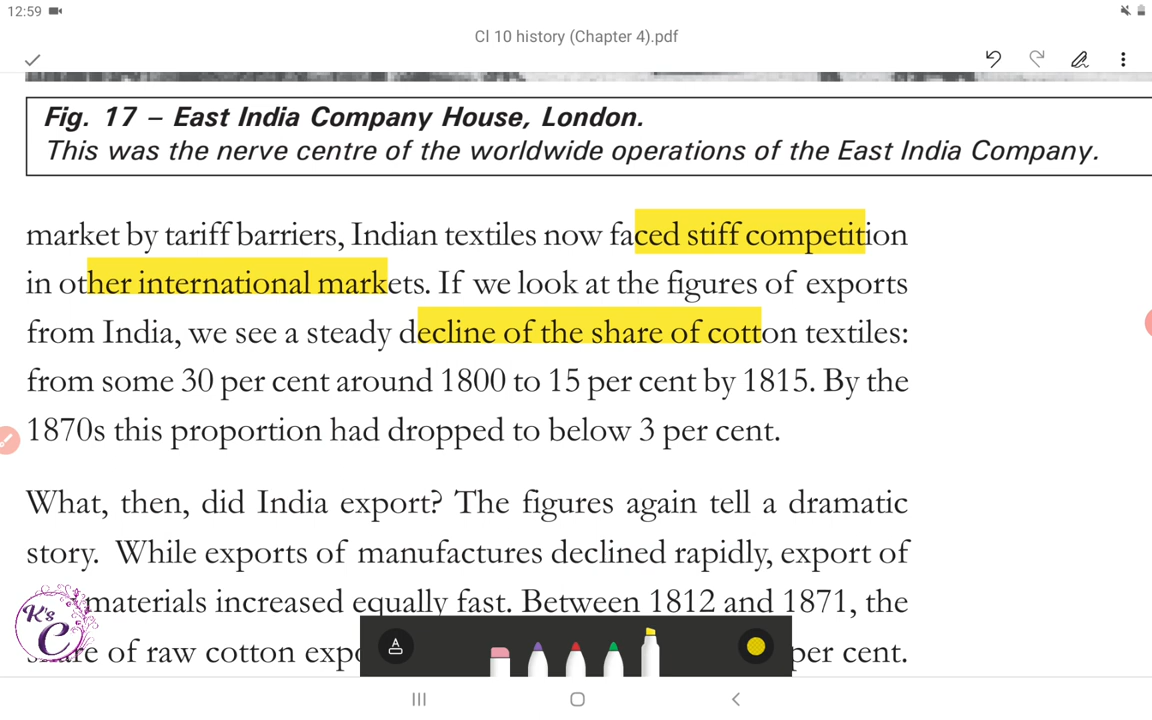 12:59
Cl 10 history (Chapter 4).pdf
Fig. 17 – East India Company House, London.
This was the nerve centre of the worldwide operations of the East India Company.
market by tariff barriers, Indian textiles now faced stiff competition
in other international markets. If we look at the figures of exports
from India, we see a steady decline of the share of cotton textiles:
from some 30 per cent around 1800 to 15 per cent by 1815. By the
1870s this proportion had dropped to below 3 per cent.
What, then, did India export? The figures again tell a dramatic
story. While exports of manufactures declined rapidly, export of
materials increased equally fast. Between 1812 and 1871, the
of raw cotton per cent.
K's
C
A